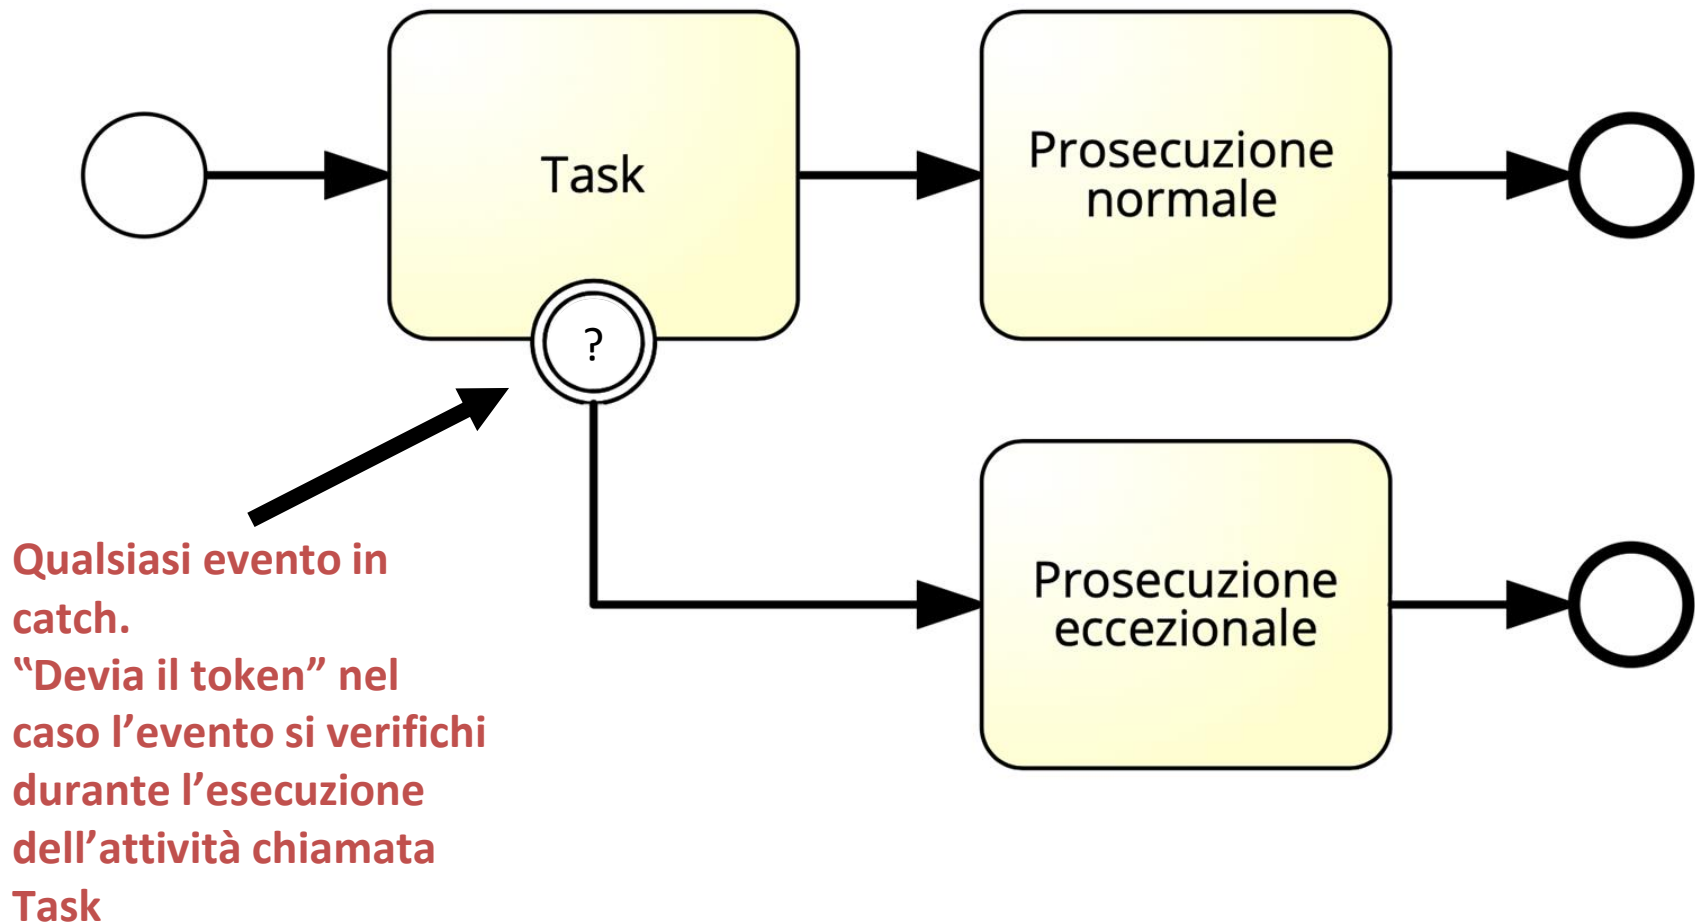 Task
Prosecuzione
normale
?
Prosecuzione
eccezionale
Qualsiasi evento in
catch.
“Devia il token” nel
caso l’evento si verifichi
durante l’esecuzione
dell’attività chiamata
Task